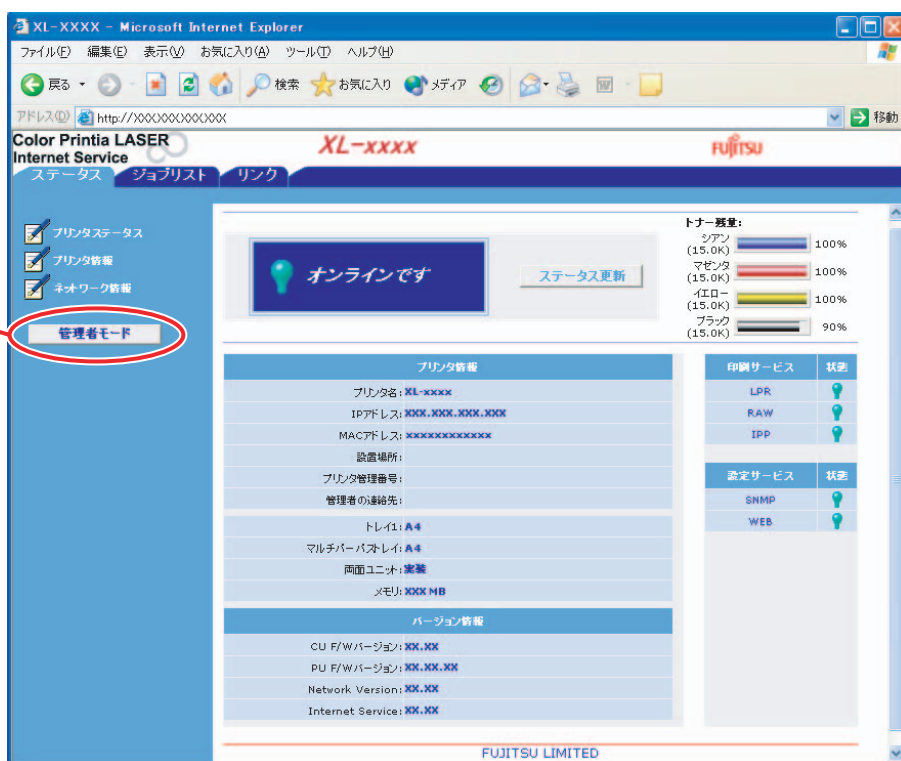 XL-XXXX - Microsoft Internet Explorer
ファイル(F) 編集(E) 表示(V) お気に入り(A) ツール(T) ヘルプ(H)
戻る 検索 お気に入り メディア
アドレス(D) http://XXX.XXX.XXX.XXX 移動
Color Printia LASER
Internet Service
XL-xxxx
FUJITSU
ステータス ジョブリスト リンク
プリンタステータス
プリンタ情報
ネットワーク情報
管理者モード
オンラインです
ステータス更新
トナー残量:
シアン
(15.0K) 100%
マゼンタ
(15.0K) 100%
イエロー
(15.0K) 100%
ブラック
(15.0K) 90%
プリンタ情報
プリンタ名: XL-xxxx
IPアドレス: XXX.XXX.XXX.XXX
MACアドレス: XXXXXXXXXXXX
設置場所:
プリンタ管理番号:
管理者の連絡先:
トレイ1: A4
マルチパーパストレイ: A4
両面ユニット: 実装
メモリ: XXX MB
バージョン情報
CU F/Wバージョン: XX.XX
PU F/Wバージョン: XX.XX.XX
Network Version: XX.XX
Internet Service: XX.XX
印刷サービス 状態
LPR
RAW
IPP
設定サービス 状態
SNMP
WEB
FUJITSU LIMITED